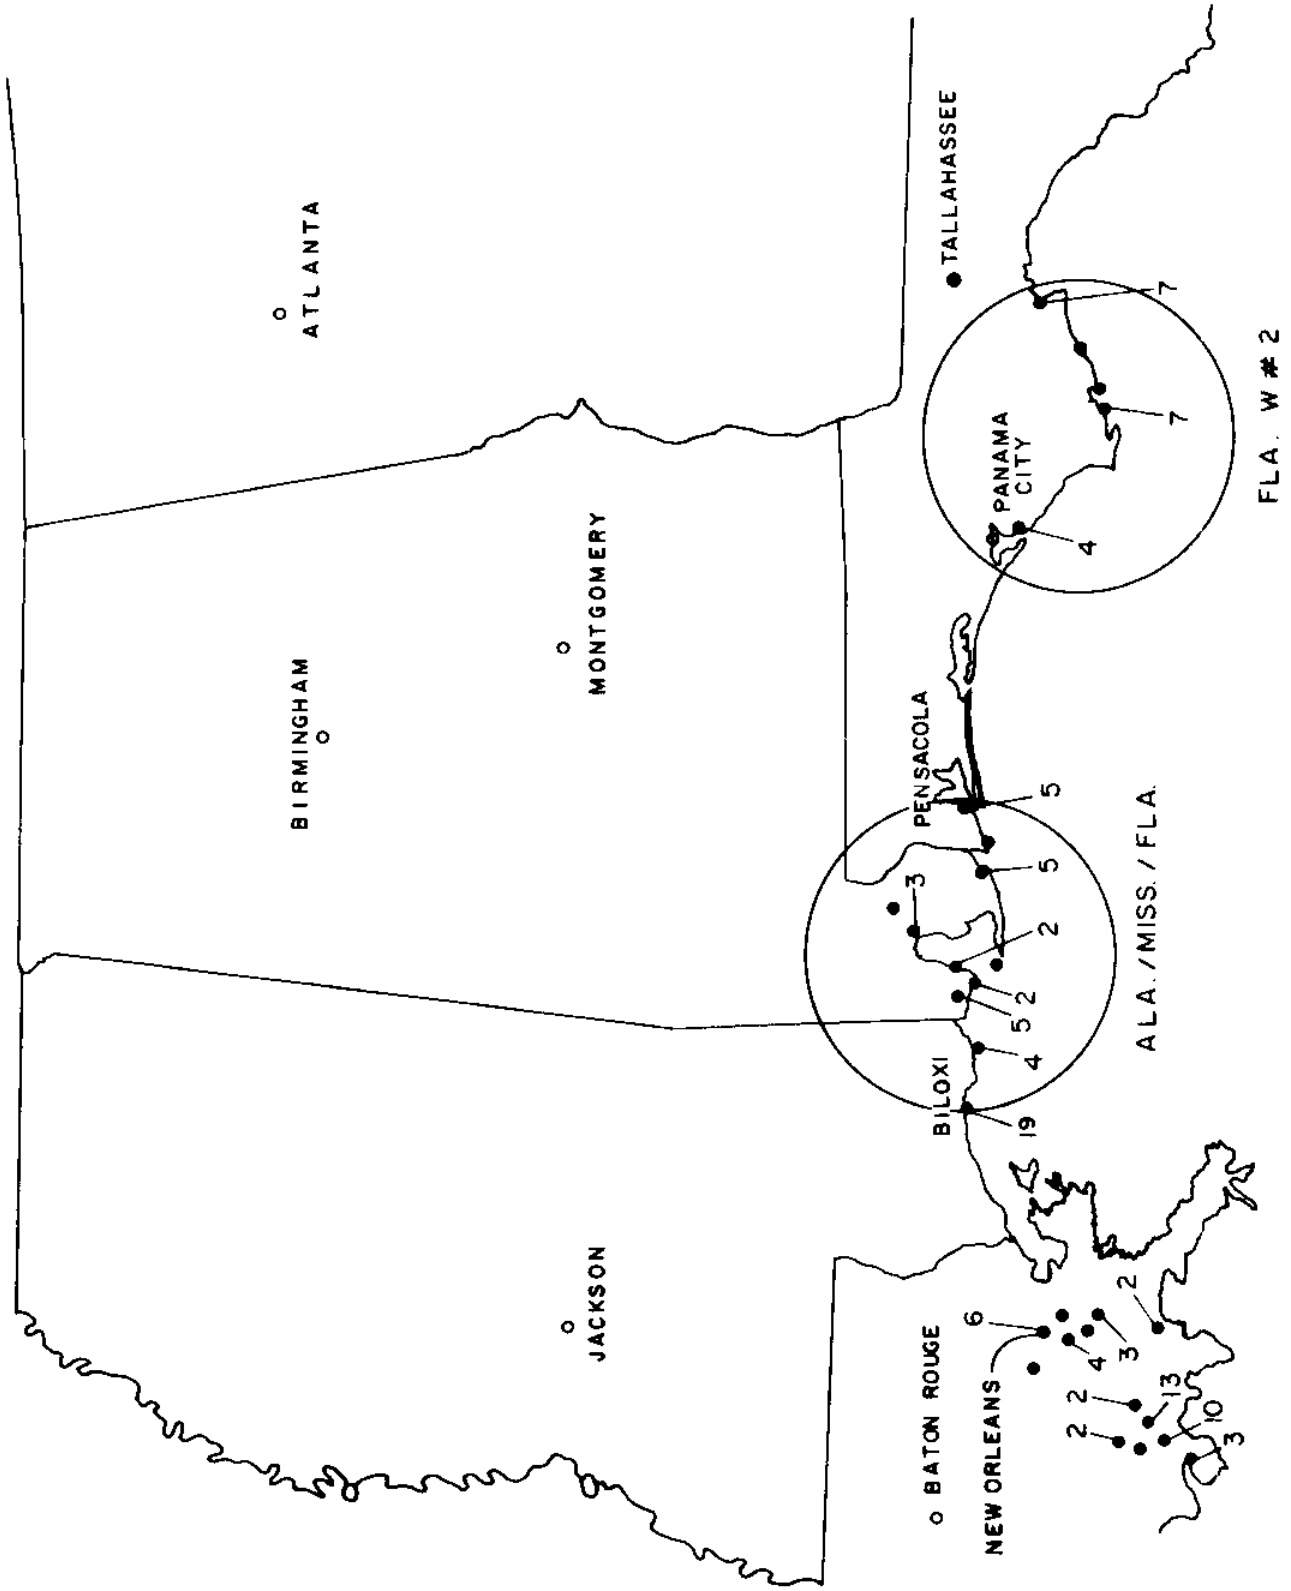 ATLANTA
BIRMINGHAM
MONTGOMERY
JACKSON
TALLAHASSEE
PANAMA
CITY
PENSACOLA
BILOXI
BATON ROUGE
NEW ORLEANS
3
5
5
2
2
5
4
19
4
7
7
6
2
3
4
2
13
2
10
3
ALA. / MISS. / FLA.
FLA. W # 2